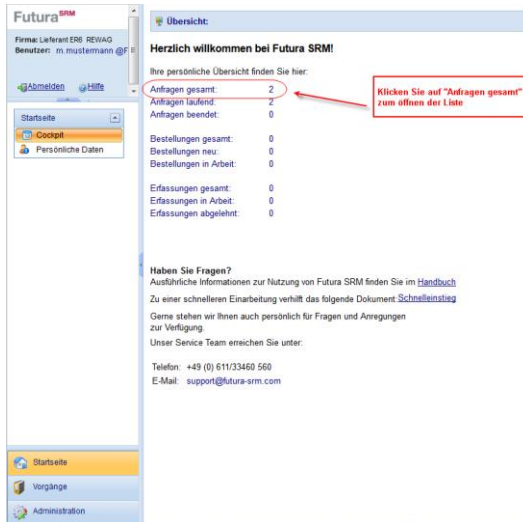 Futura SRM
Firma: Lieferant ER6 REWAG
Benutzer: m.mustermann @F
Abmelden Hilfe
Startseite
Cockpit
Persönliche Daten
Übersicht:
Herzlich willkommen bei Futura SRM!
Ihre persönliche Übersicht finden Sie hier:
Anfragen gesamt: 2
Anfragen laufend: 2
Anfragen beendet: 0
Klicken Sie auf "Anfragen gesamt"
zum öffnen der Liste
Bestellungen gesamt: 0
Bestellungen neu: 0
Bestellungen in Arbeit: 0
Erfassungen gesamt: 0
Erfassungen in Arbeit: 0
Erfassungen abgelehnt: 0
Haben Sie Fragen?
Ausführliche Informationen zur Nutzung von Futura SRM finden Sie im Handbuch
Zu einer schnelleren Einarbeitung verhilft das folgende Dokument Schnelleinstieg
Gerne stehen wir Ihnen auch persönlich für Fragen und Anregungen
zur Verfügung.
Unser Service Team erreichen Sie unter:
Telefon: +49 (0) 611/33460 560
E-Mail: support@futura-srm.com
Startseite
Vorgänge
Administration